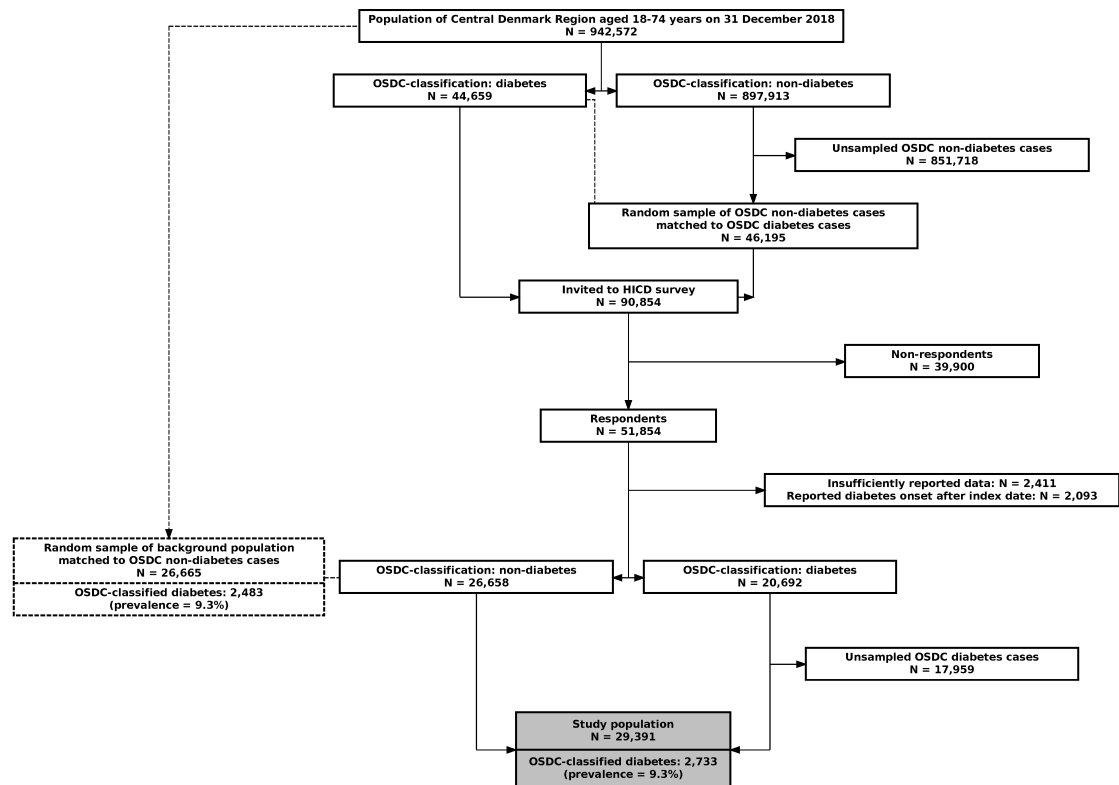 Population of Central Denmark Region aged 18-74 years on 31 December 2018
N = 942,572
OSDC-classification: diabetes
N = 44,659
OSDC-classification: non-diabetes
N = 897,913
Unsampled OSDC non-diabetes cases
N = 851,718
Random sample of OSDC non-diabetes cases
matched to OSDC diabetes cases
N = 46,195
Invited to HICD survey
N = 90,854
Non-respondents
N = 39,900
Respondents
N = 51,854
Insufficiently reported data: N = 2,411
Reported diabetes onset after index date: N = 2,093
Random sample of background population
matched to OSDC non-diabetes cases
N = 26,665
OSDC-classified diabetes: 2,483
(prevalence = 9.3%)
OSDC-classification: non-diabetes
N = 26,658
OSDC-classification: diabetes
N = 20,692
Unsampled OSDC diabetes cases
N = 17,959
Study population
N = 29,391
OSDC-classified diabetes: 2,733
(prevalence = 9.3%)